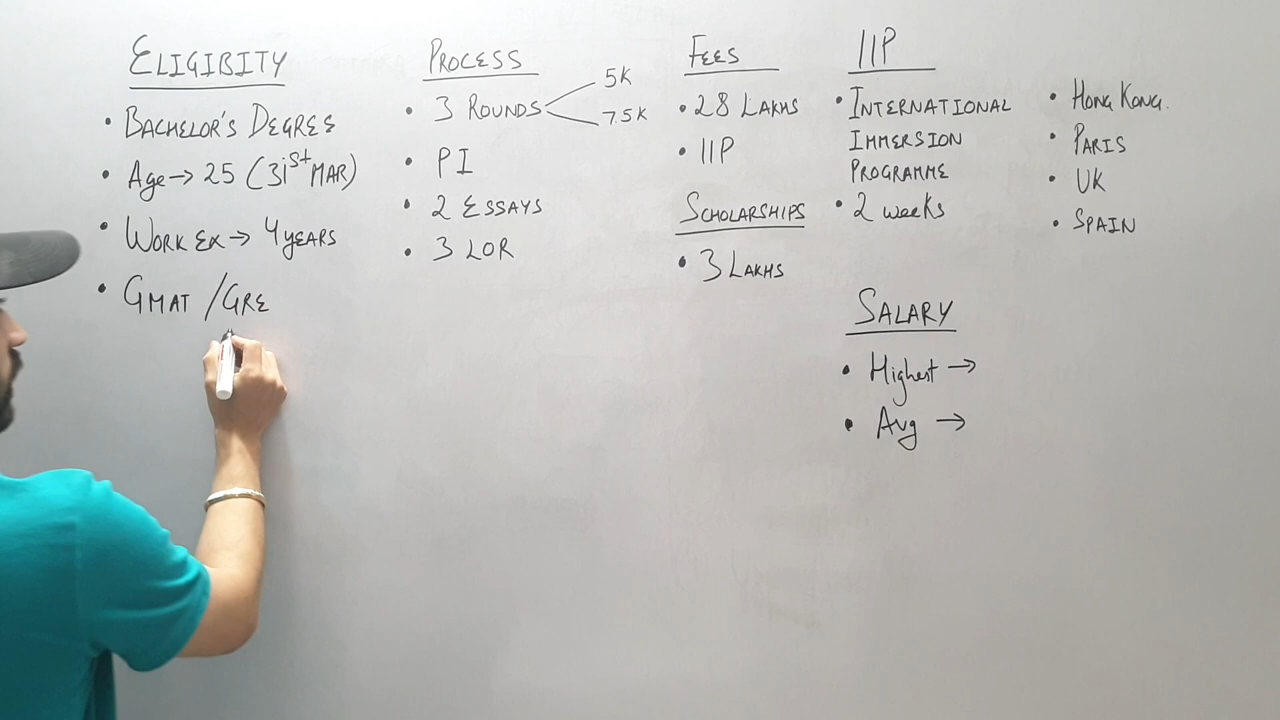 ELIGIBITY
• BACHELOR'S DEGREE
• Age → 25 (31st MAR)
• WORK EX → 4 YEARS
• GMAT / GRE
PROCESS
• 3 ROUNDS
5K
7.5K
• PI
• 2 ESSAYS
• 3 LOR
FEES
• 28 LAKHS
• IIP
SCHOLARSHIPS
• 3 LAKHS
IIP
• INTERNATIONAL
IMMERSION
PROGRAMME
• 2 weeks
• HONG KONG.
• PARIS
• UK
• SPAIN
SALARY
• Highest →
• Avg →